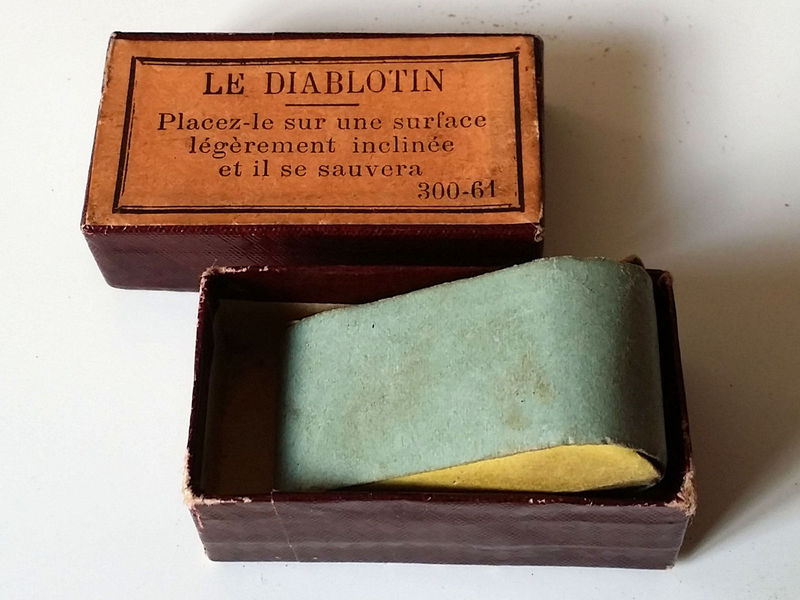 LE DIABLOTIN
Placez-le sur une surface
légèrement inclinée
et il se sauvera
300-61